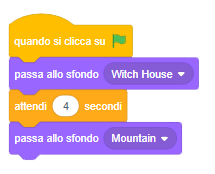 quando si clicca su
passa allo sfondo Witch House
attendi 4 secondi
passa allo sfondo Mountain